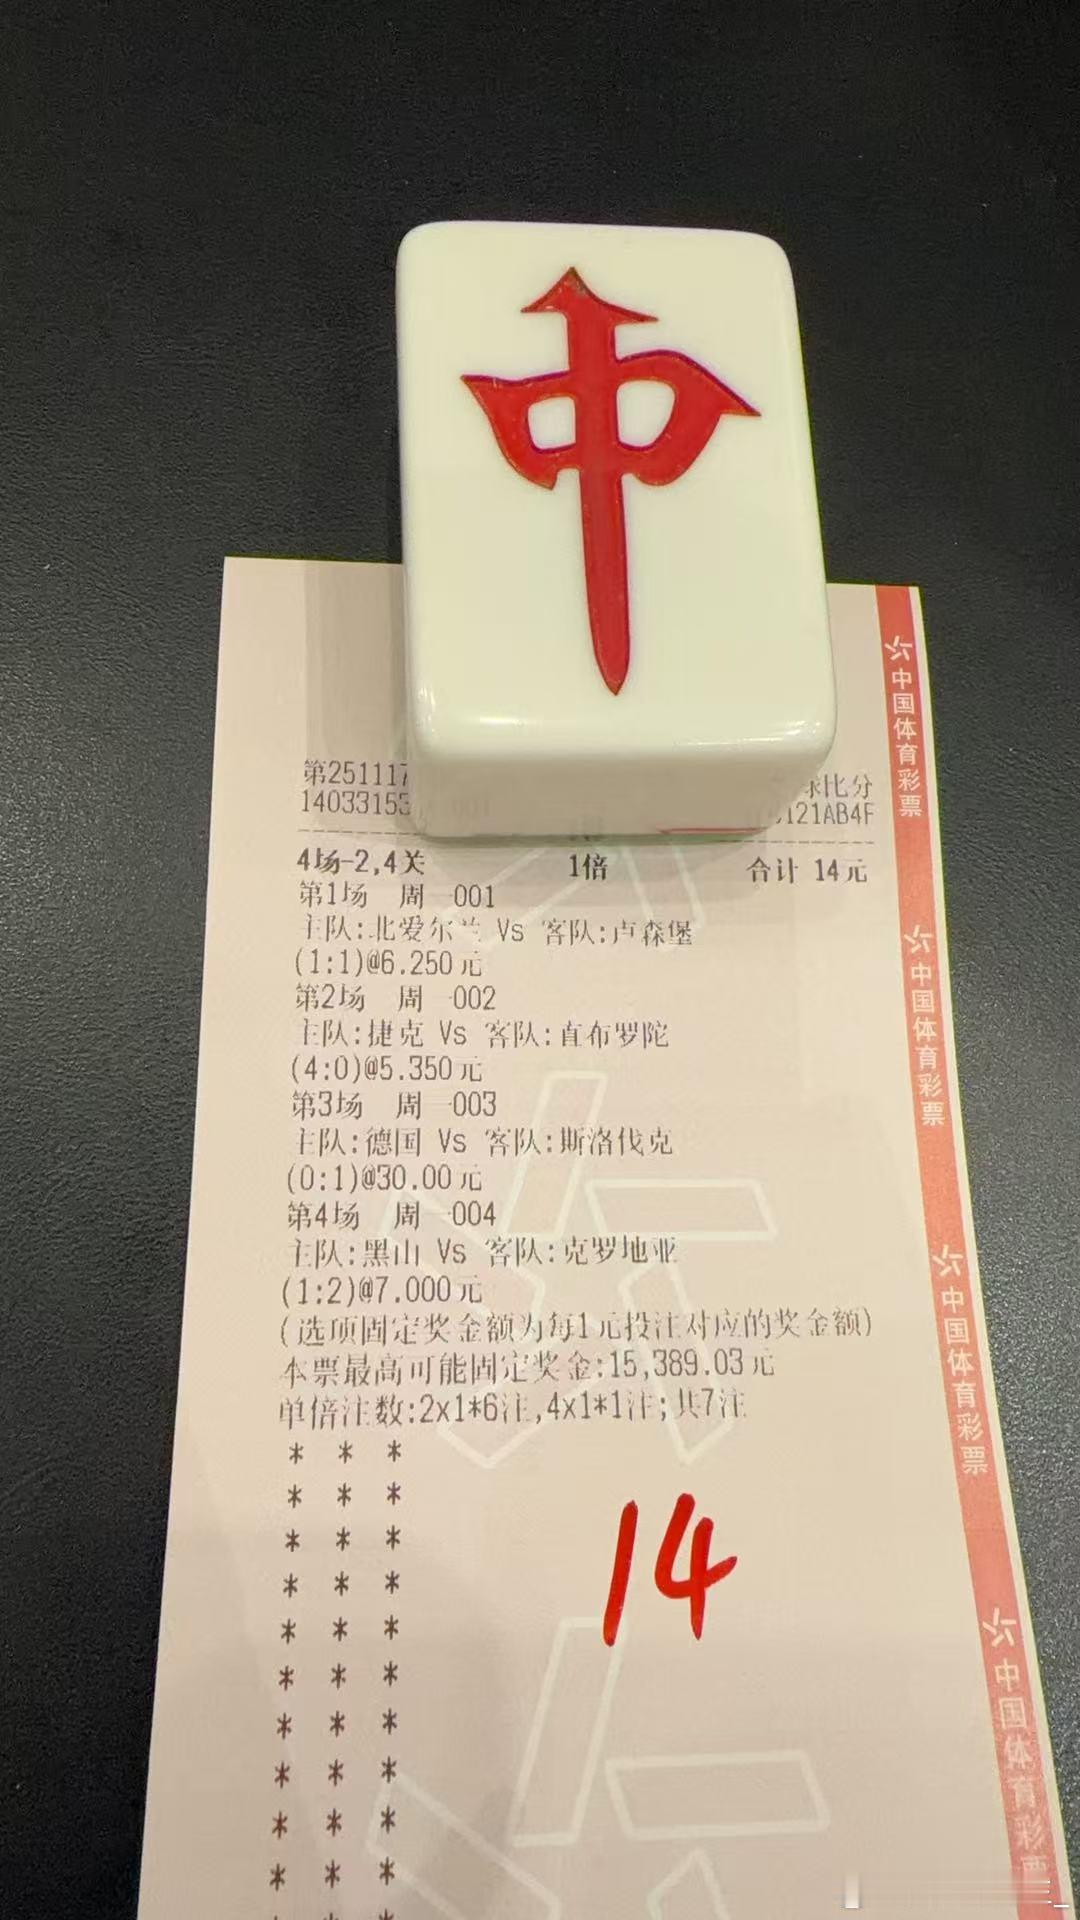 中
第251117
14033153
球比分
121AB4F
4场-2,4关 1倍 合计 14元
第1场 周一001
主队:北爱尔兰 Vs 客队:卢森堡
(1:1)@6.250元
第2场 周一002
主队:捷克 Vs 客队:直布罗陀
(4:0)@5.350元
第3场 周一003
主队:德国 Vs 客队:斯洛伐克
(0:1)@30.00元
第4场 周一004
主队:黑山 Vs 客队:克罗地亚
(1:2)@7.000元
(选项固定奖金额为每1元投注对应的奖金额)
本票最高可能固定奖金:15,389.03元
单倍注数:2x1*6注,4x1*1注;共7注
* * *
* * *
* * *
* * *
* * *
* * *
* * *
* * *
* * *
* * *
14
中国体育彩票
中国体育彩票
中国体育彩票
中国体育彩票